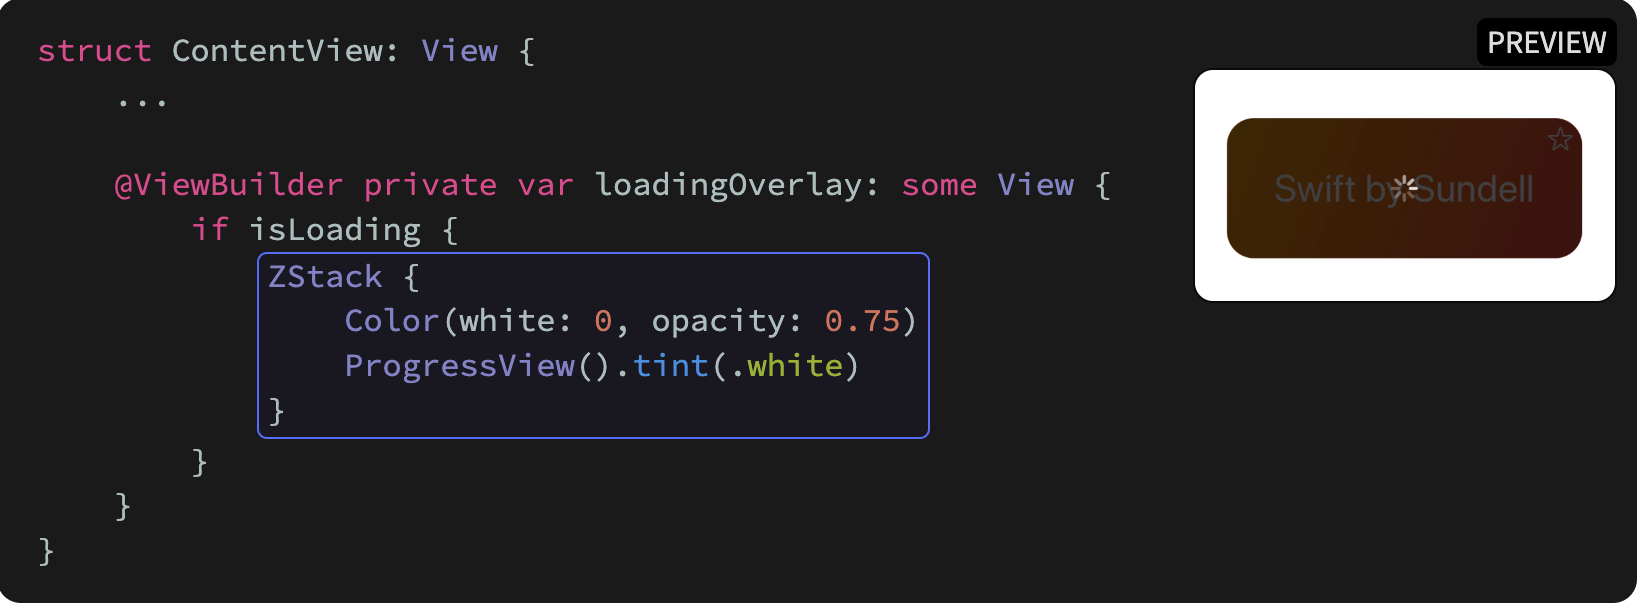 struct ContentView: View {
    ...
    @ViewBuilder private var loadingOverlay: some View {
        if isLoading {
            ZStack {
                Color(white: 0, opacity: 0.75)
                ProgressView().tint(.white)
            }
        }
    }
}
PREVIEW
Swift by Sundell